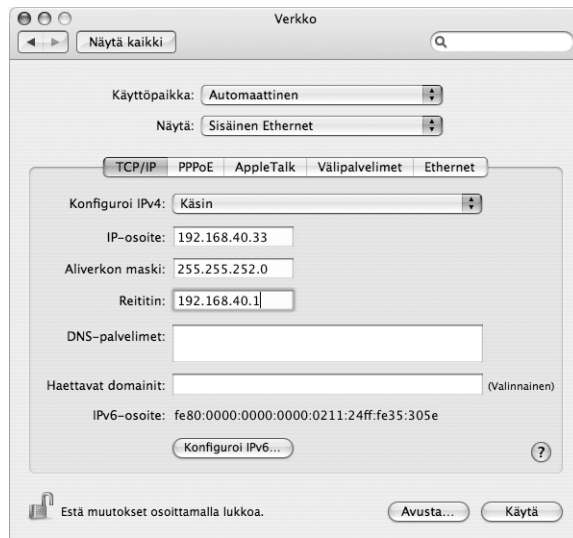 Verkko
Näytä kaikki
Käyttöpaikka: Automaattinen
Näytä: Sisäinen Ethernet
TCP/IP PPPoE AppleTalk Välipalvelimet Ethernet
Konfiguroi IPv4: Käsin
IP-osoite: 192.168.40.33
Aliverkon maski: 255.255.252.0
Reititin: 192.168.40.1
DNS-palvelimet:
Haettavat domainit: (Valinnainen)
IPv6-osoite: fe80:0000:0000:0000:0211:24ff:fe35:305e
Konfiguroi IPv6... ?
Estä muutokset osoittamalla lukkoa. Avusta... Käytä